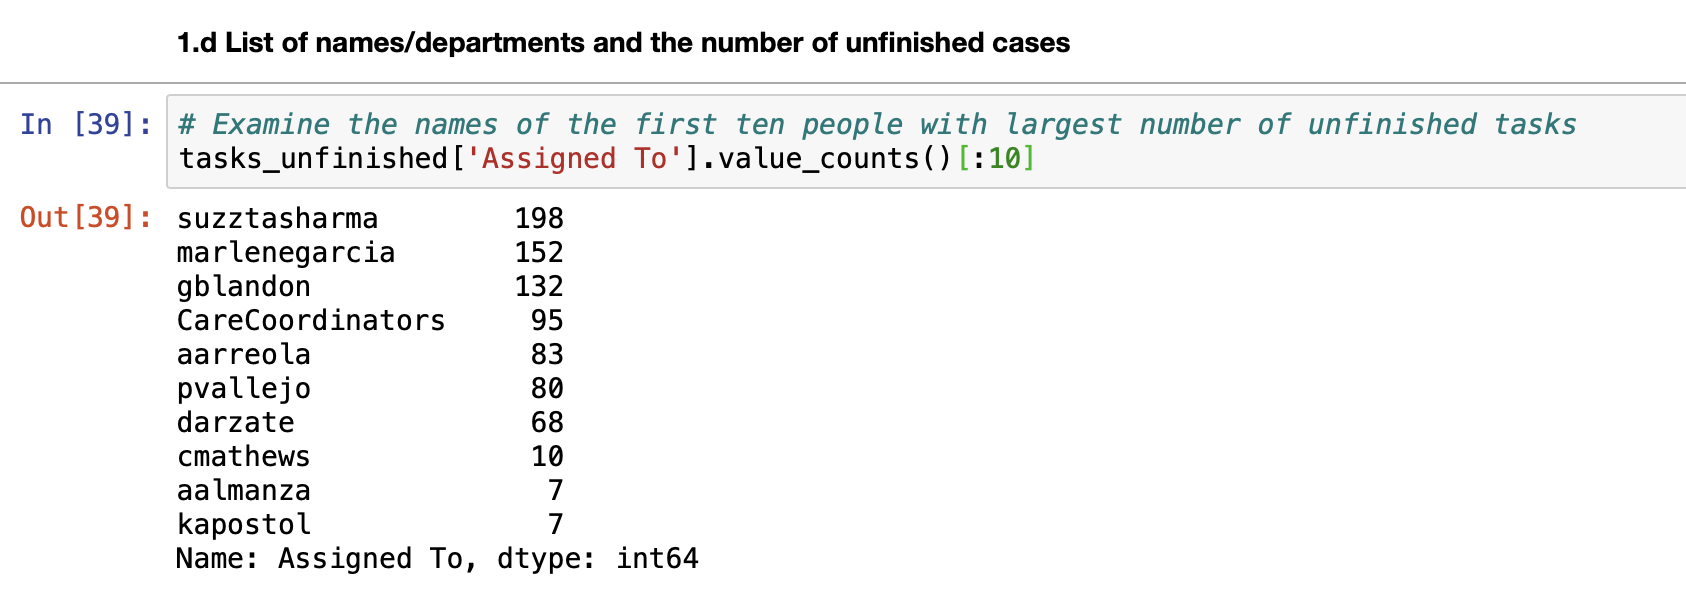 1.d List of names/departments and the number of unfinished cases
In [39]: # Examine the names of the first ten people with largest number of unfinished tasks
tasks_unfinished['Assigned To'].value_counts()[:10]
Out[39]: suzztasharma 198
marlenegarcia 152
gblandon 132
CareCoordinators 95
aarreola 83
pvallejo 80
darzate 68
cmathews 10
aalmanza 7
kapostol 7
Name: Assigned To, dtype: int64